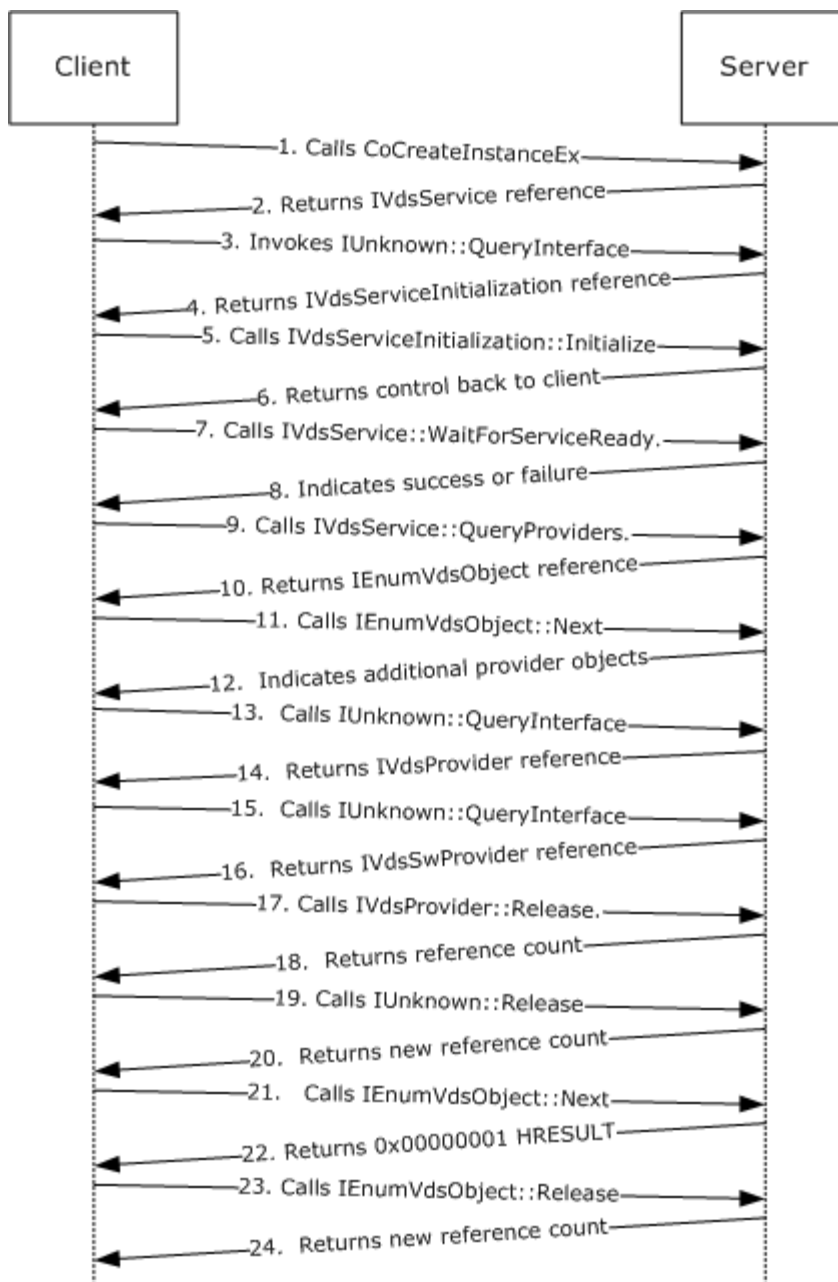 Client
Server
1. Calls CoCreateInstanceEx
2. Returns IVdsService reference
3. Invokes IUnknown::QueryInterface
4. Returns IVdsServiceInitialization reference
5. Calls IVdsServiceInitialization::Initialize
6. Returns control back to client
7. Calls IVdsService::WaitForServiceReady.
8. Indicates success or failure
9. Calls IVdsService::QueryProviders.
10. Returns IEnumVdsObject reference
11. Calls IEnumVdsObject::Next
12. Indicates additional provider objects
13. Calls IUnknown::QueryInterface
14. Returns IVdsProvider reference
15. Calls IUnknown::QueryInterface
16. Returns IVdsSwProvider reference
17. Calls IVdsProvider::Release.
18. Returns reference count
19. Calls IUnknown::Release
20. Returns new reference count
21. Calls IEnumVdsObject::Next
22. Returns 0x00000001 HRESULT
23. Calls IEnumVdsObject::Release
24. Returns new reference count